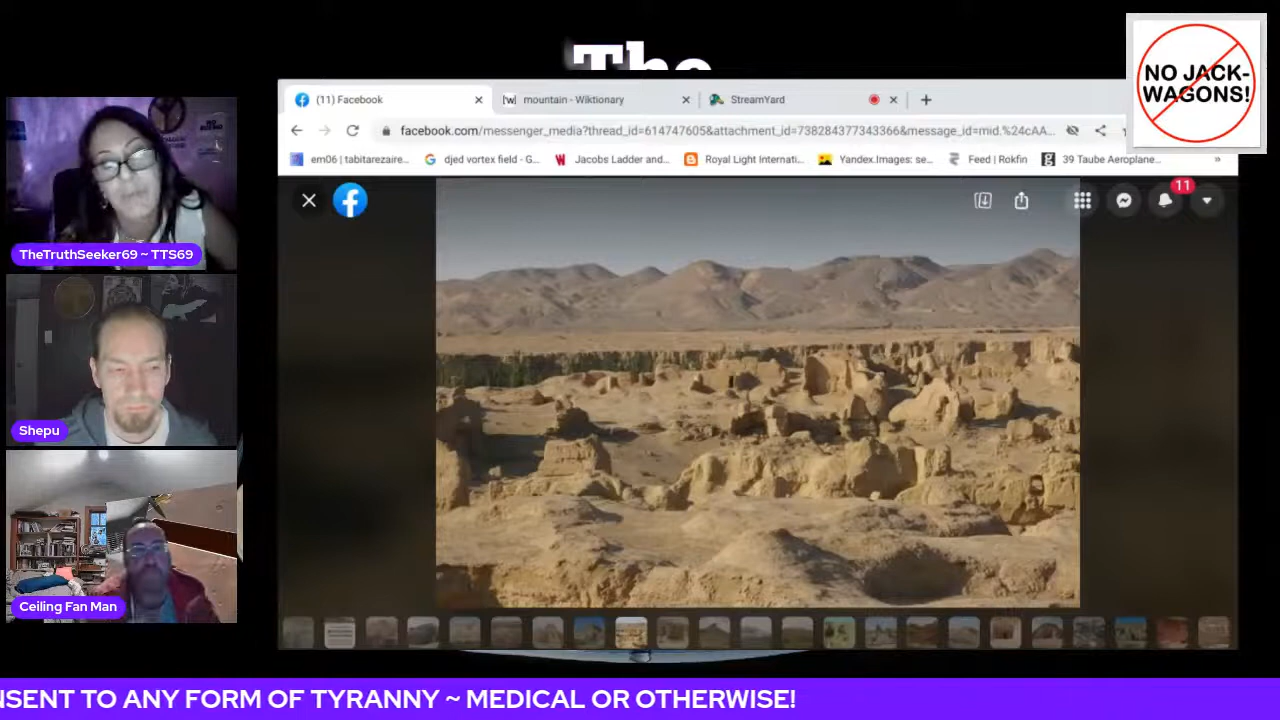 The
NO JACK-
WAGONS!
(11) Facebook
mountain - Wiktionary
StreamYard
facebook.com/messenger_media?thread_id=614747605&attachment_id=738284377343366&message_id=mid.%24cAA...
em06 | tabitarezaire...
djed vortex field - G...
Jacobs Ladder and...
Royal Light Internati...
Yandex.Images: se...
Feed | Rokfin
39 Taube Aeroplane...
»
11
TheTruthSeeker69 ~ TTS69
Shepu
Ceiling Fan Man
NSENT TO ANY FORM OF TYRANNY ~ MEDICAL OR OTHERWISE!